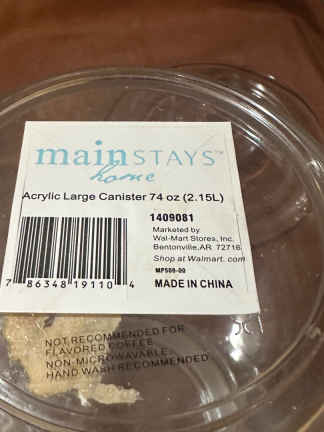 mainSTAYS™
home
Acrylic Large Canister 74 oz (2.15L)
1409081
Marketed by
Wal-Mart Stores, Inc.
Bentonville,AR 72716
Shop at Walmart. com
MP509-00
MADE IN CHINA
7 86348 19110 4
NOT RECOMMENDED FOR
FLAVORED COFFEE
NON-MICROWAVABLE
HAND WASH RECOMMENDED